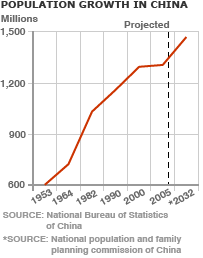 POPULATION GROWTH IN CHINA
Millions
Projected
1,500
1,200
900
600
1953 1964 1982 1990 2000 2005 *2032
SOURCE: National Bureau of Statistics
of China
*SOURCE: National population and family
planning commission of China